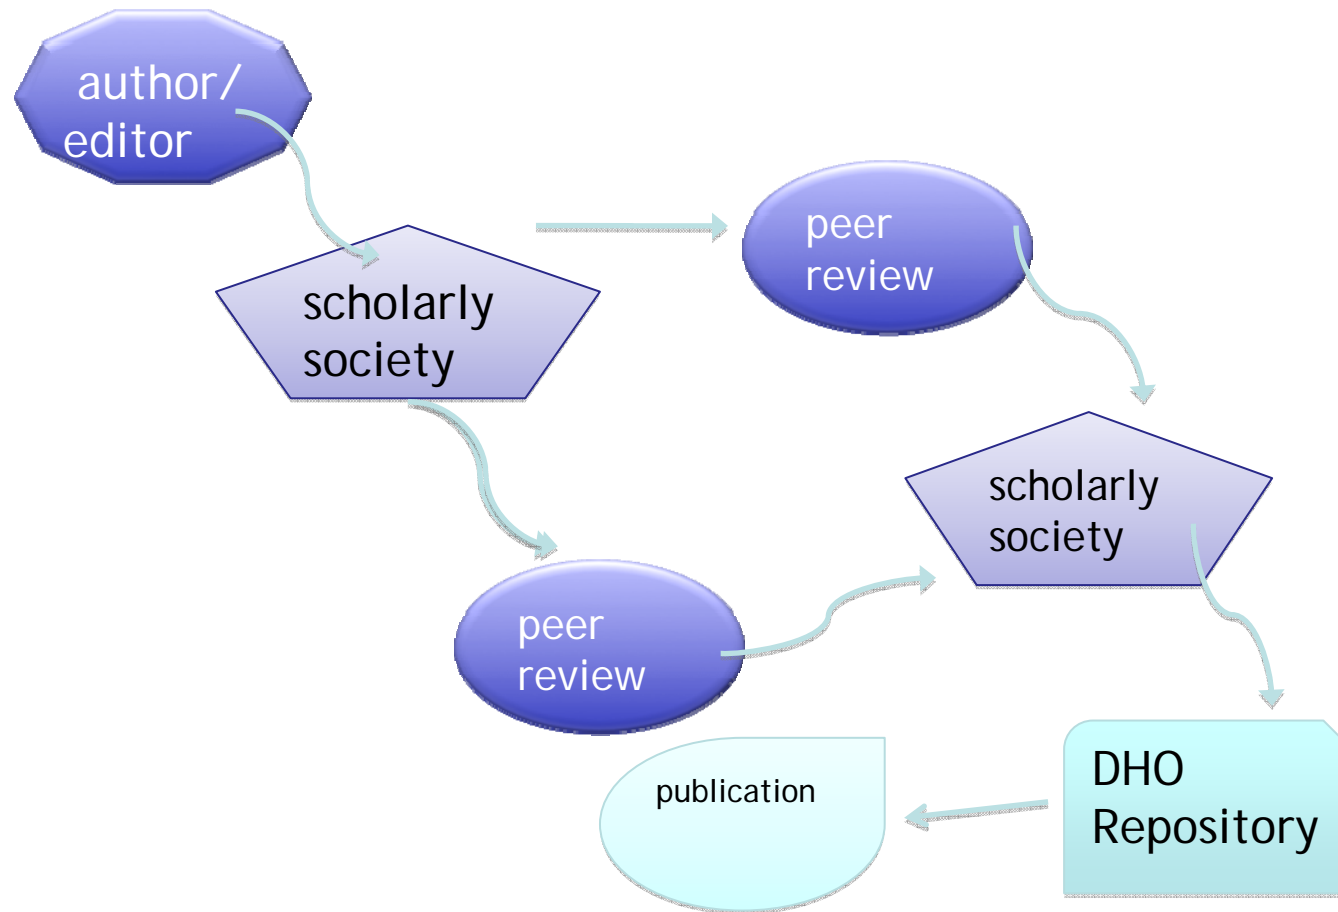 author/
editor
peer
review
scholarly
society
scholarly
society
peer
review
publication
DHO
Repository